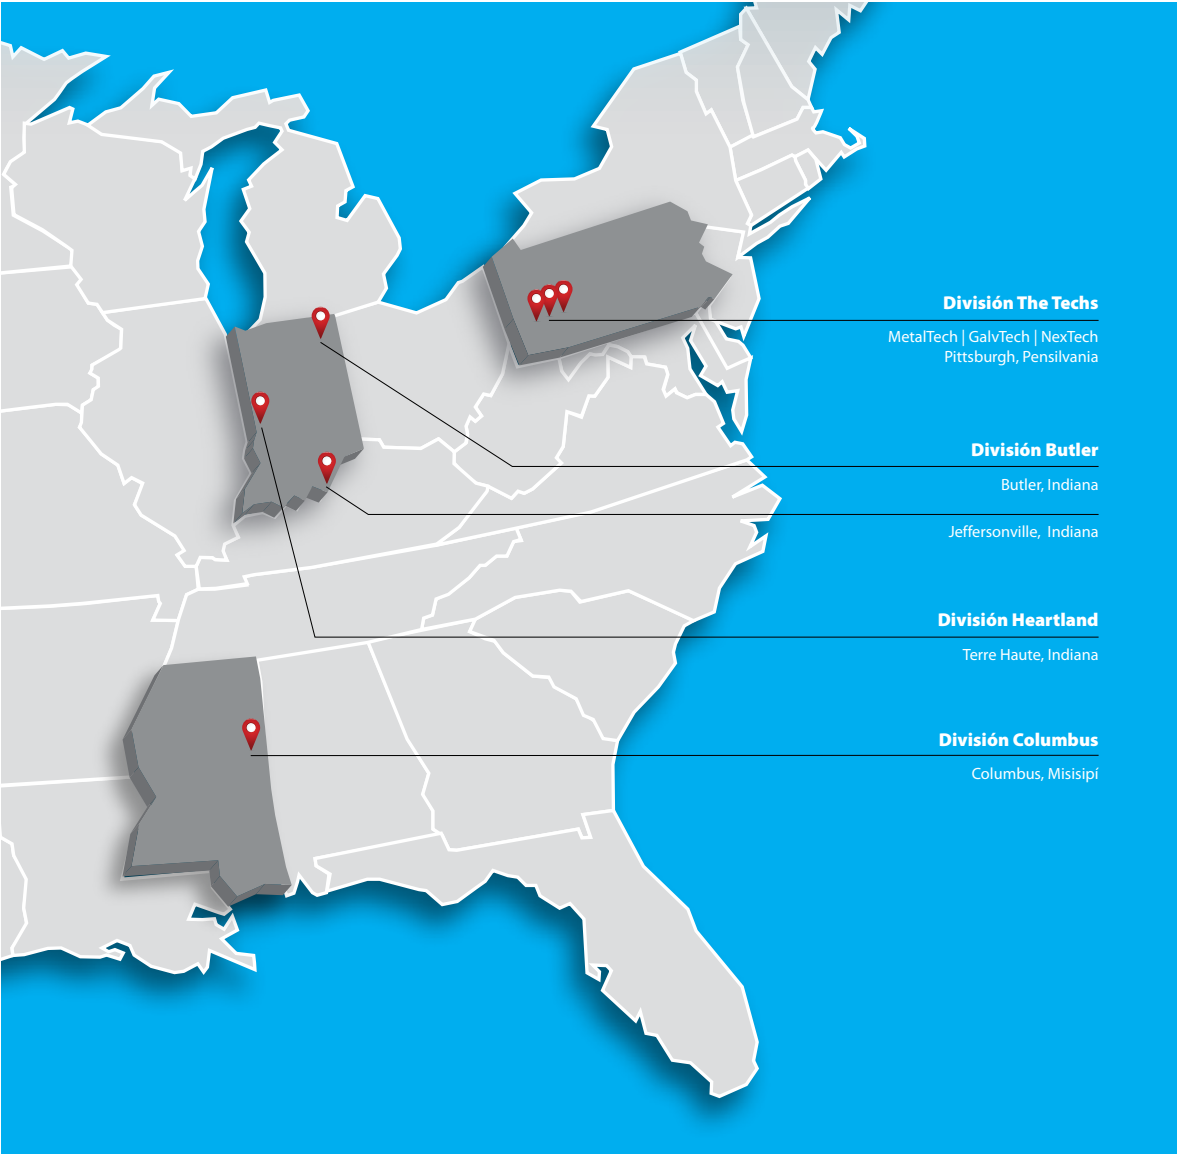 División The Techs
MetalTech | GalvTech | NexTech
Pittsburgh, Pensilvania
División Butler
Butler, Indiana
Jeffersonville, Indiana
División Heartland
Terre Haute, Indiana
División Columbus
Columbus, Misisipí